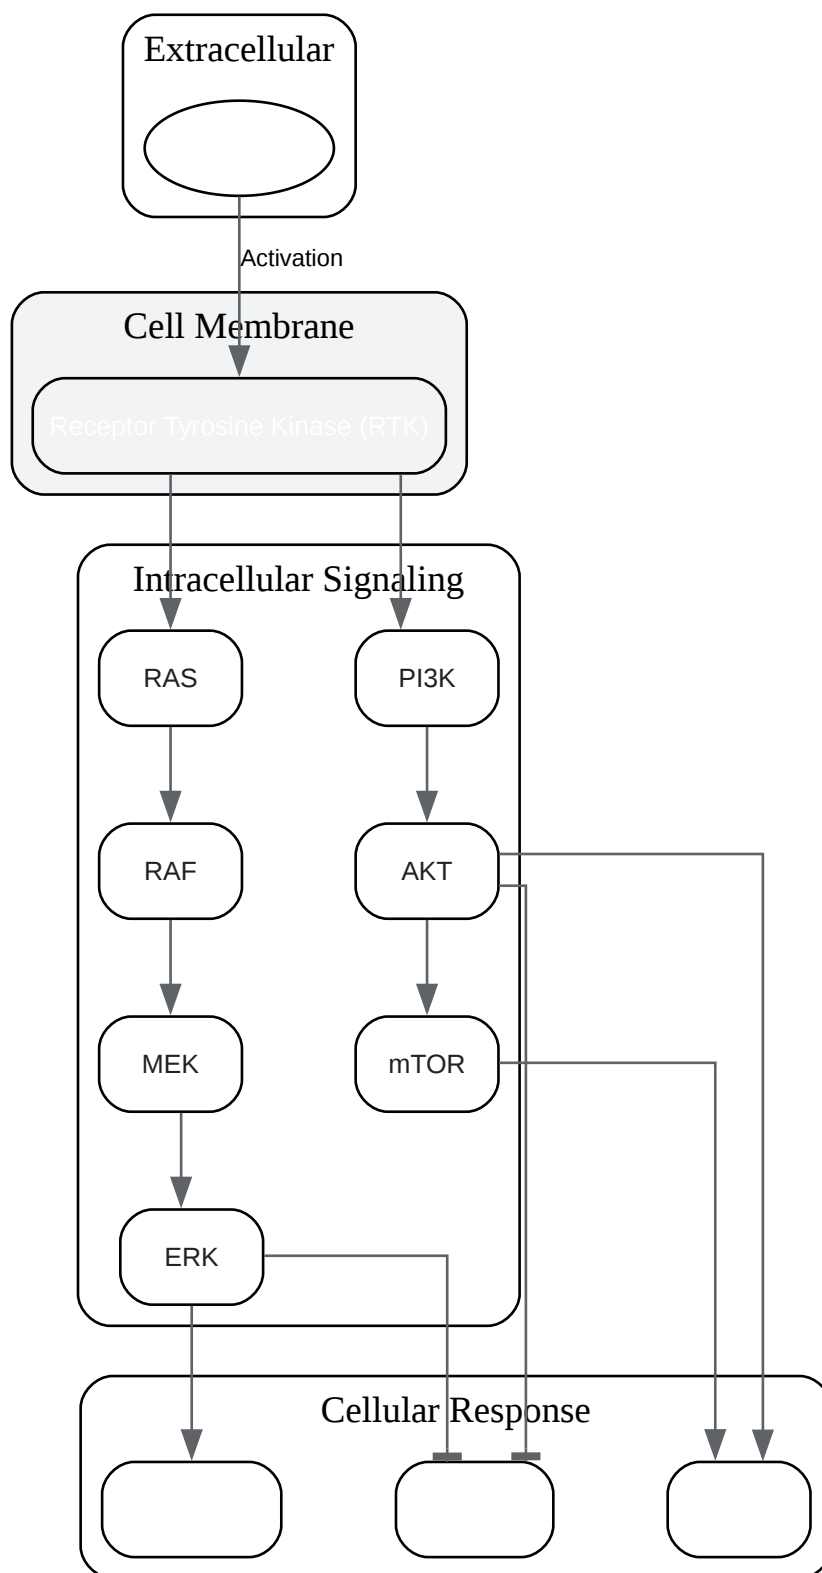 Extracellular
Activation
Cell Membrane
Receptor Tyrosine Kinase (RTK)
Intracellular Signaling
RAS
PI3K
RAF
AKT
MEK
mTOR
ERK
Cellular Response